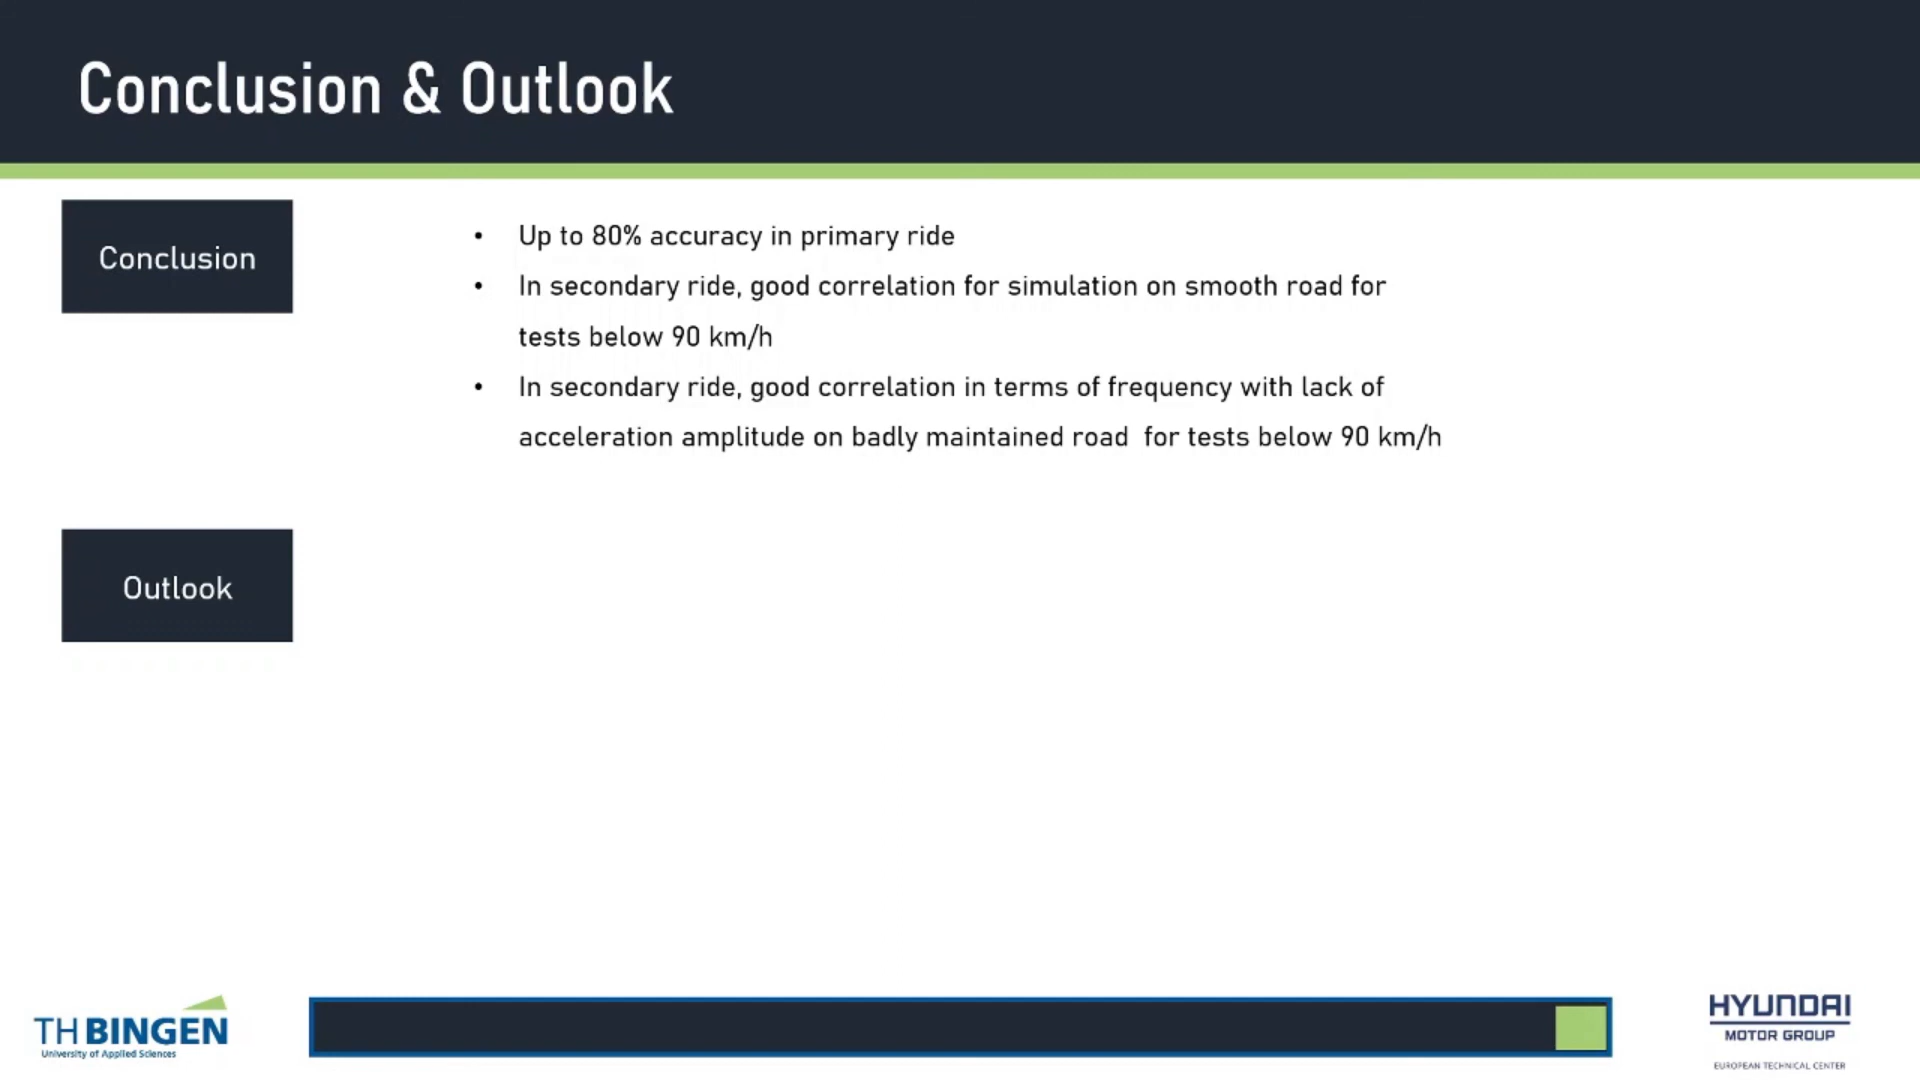 Conclusion & Outlook
Conclusion
• Up to 80% accuracy in primary ride
• In secondary ride, good correlation for simulation on smooth road for
tests below 90 km/h
• In secondary ride, good correlation in terms of frequency with lack of
acceleration amplitude on badly maintained road for tests below 90 km/h
Outlook
TH BINGEN
University of Applied Sciences
HYUNDAI
MOTOR GROUP
EUROPEAN TECHNICAL CENTER